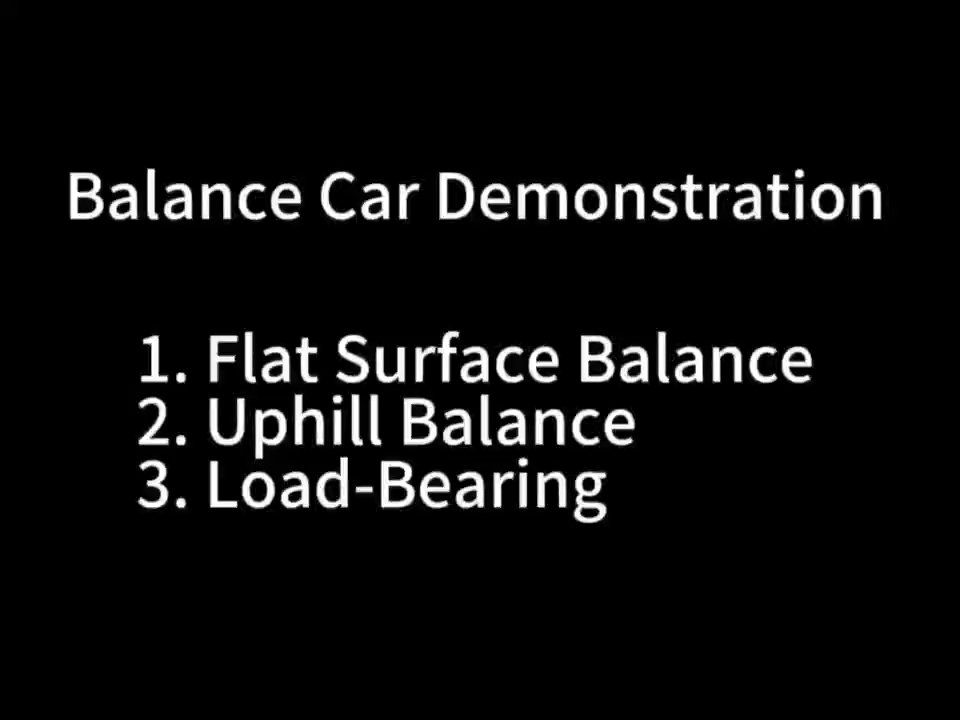 Balance Car Demonstration
1. Flat Surface Balance
2. Uphill Balance
3. Load-Bearing